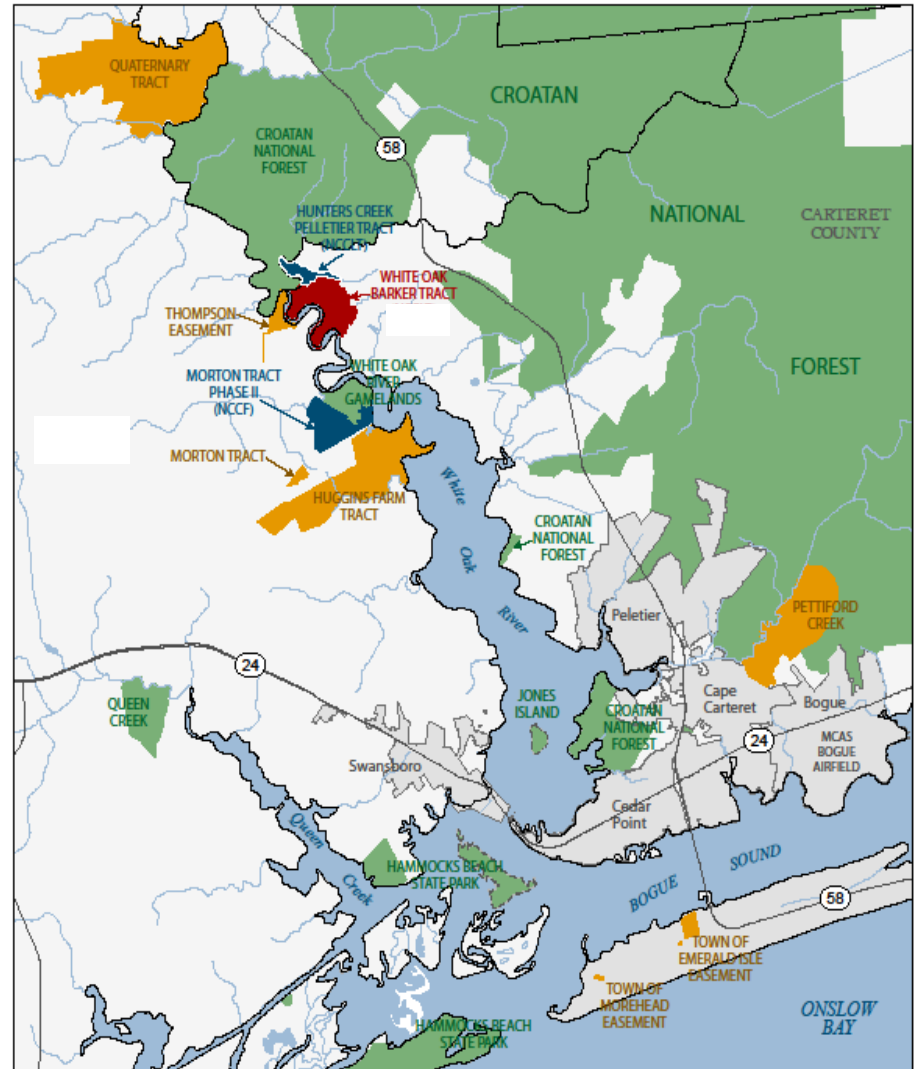 QUATERNARY
TRACT
CROATAN
CROATAN
NATIONAL
FOREST
58
HUNTERS CREEK
PELLETIER TRACT
(NCCLT)
NATIONAL
CARTERET
COUNTY
WHITE OAK
BARKER TRACT
THOMPSON
EASEMENT
WHITE OAK
RIVER
GAMELANDS
FOREST
MORTON TRACT
PHASE II
(NCCF)
MORTON TRACT
HUGGINS FARM
TRACT
White
Oak
River
CROATAN
NATIONAL
FOREST
Peletier
PETTIFORD
CREEK
24
QUEEN
CREEK
JONES
ISLAND
CROATAN
NATIONAL
FOREST
Cape
Carteret
Bogue
24
MCAS
BOGUE
AIRFIELD
Swansboro
Cedar
Point
Queen
Creek
HAMMOCKS BEACH
STATE PARK
BOGUE
SOUND
58
TOWN OF
EMERALD ISLE
EASEMENT
TOWN OF
MOREHEAD
EASEMENT
ONSLOW
BAY
HAMMOCKS BEACH
STATE PARK